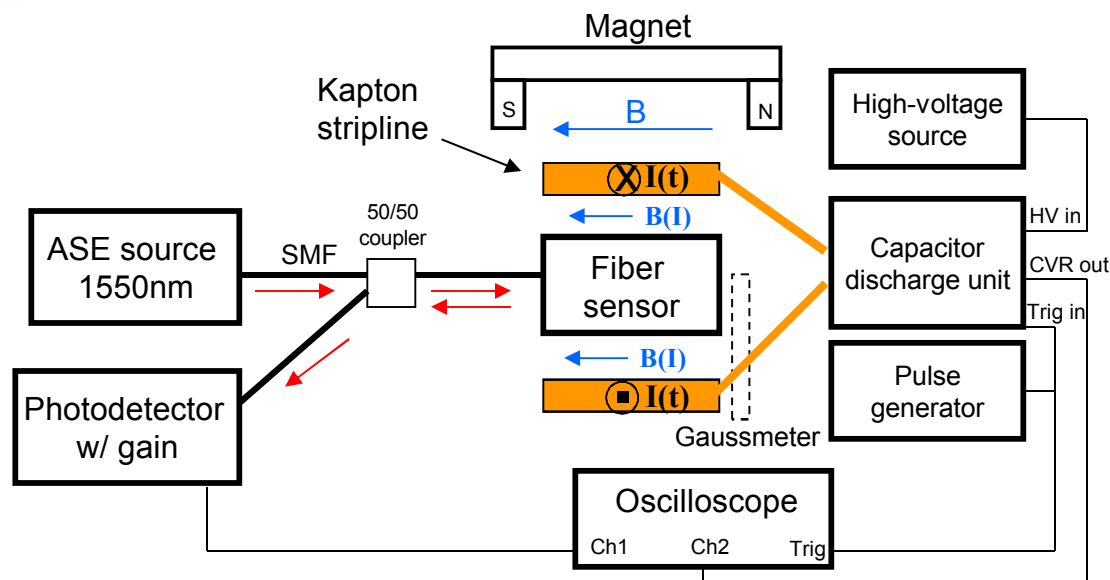 Magnet
S
N
B
Kapton
stripline
High-voltage
source
I(t)
B(I)
50/50
coupler
ASE source
1550nm
SMF
Fiber
sensor
Capacitor
discharge unit
HV in
CVR out
Trig in
B(I)
I(t)
Gaussmeter
Pulse
generator
Photodetector
w/ gain
Oscilloscope
Ch1
Ch2
Trig